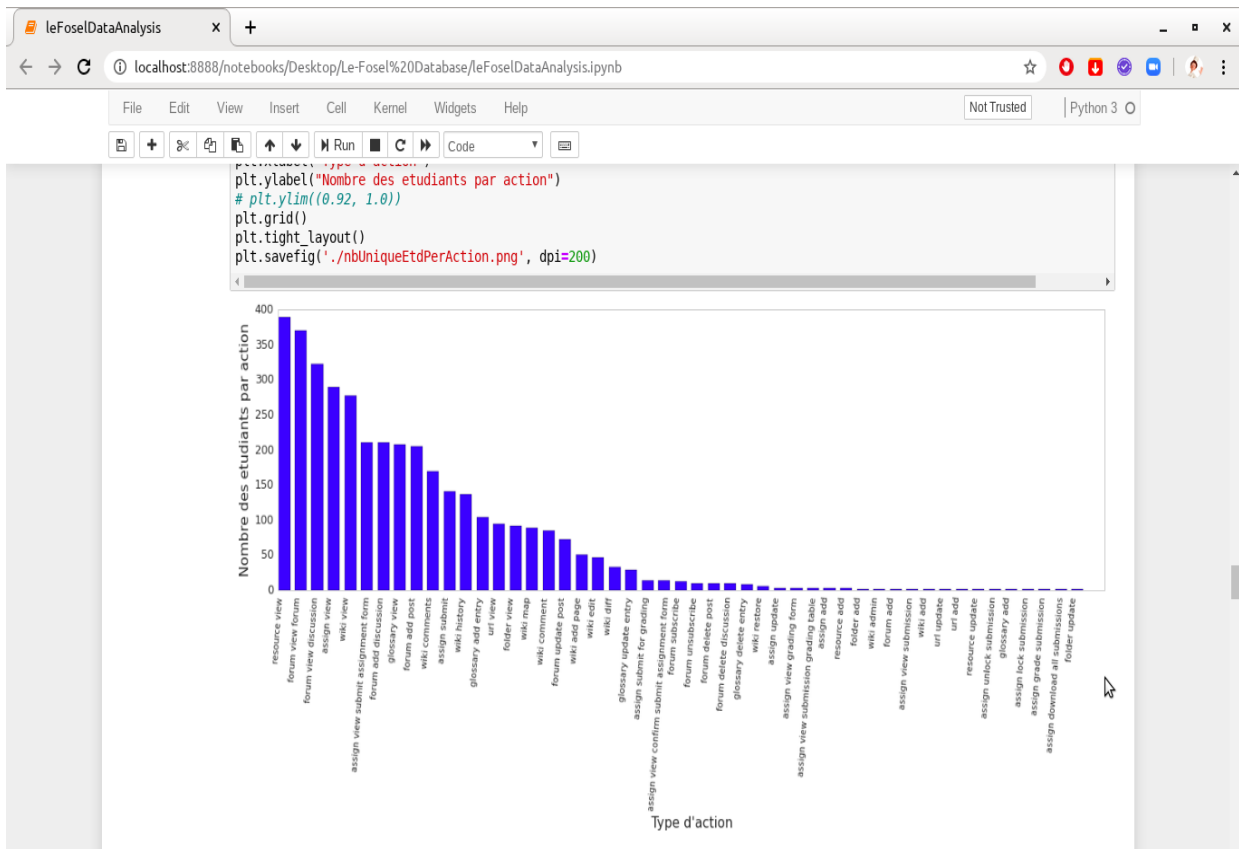 leFoselDataAnalysis
localhost:8888/notebooks/Desktop/Le-Fosel%20Database/leFoselDataAnalysis.ipynb
File Edit View Insert Cell Kernel Widgets Help Not Trusted Python 3
Run Code
plt.xlabel("Type d'action")
plt.ylabel("Nombre des etudiants par action")
# plt.ylim((0.92, 1.0))
plt.grid()
plt.tight_layout()
plt.savefig('./nbUniqueEtdPerAction.png', dpi=200)
Nombre des etudiants par action
400
350
300
250
200
150
100
50
0
resource view
forum view forum
forum view discussion
assign view
wiki view
assign view submit assignment form
forum add discussion
glossary view
forum add post
wiki comments
assign submit
wiki history
glossary add entry
url view
folder view
wiki map
wiki comment
forum update post
wiki add page
wiki edit
wiki diff
glossary update entry
assign submit for grading
assign view confirm submit assignment form
forum subscribe
forum unsubscribe
forum delete post
forum delete discussion
glossary delete entry
wiki restore
assign update
assign view grading form
assign view submission grading table
assign add
resource add
folder add
wiki admin
forum add
assign view submission
wiki add
url update
url add
resource update
assign unlock submission
glossary add
assign lock submission
assign grade submission
assign download all submissions
folder update
Type d'action